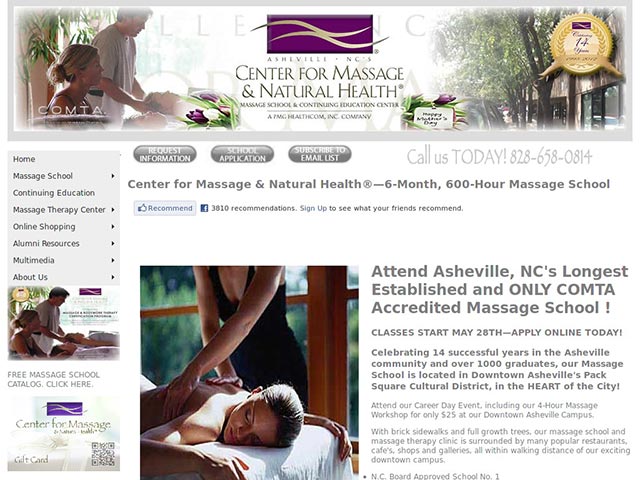 ASHEVILLE · NC'S
CENTER FOR MASSAGE
& NATURAL HEALTH®
MASSAGE SCHOOL & CONTINUING EDUCATION CENTER
A PMG HEALTHCOM, INC. COMPANY
COMTA
Happy
Mother's
Day
14
Years
REQUEST
INFORMATION
SCHOOL
APPLICATION
SUBSCRIBE TO
EMAIL LIST
Call us TODAY! 828-658-0814
Home
Massage School
Continuing Education
Massage Therapy Center
Online Shopping
Alumni Resources
Multimedia
About Us
MASSAGE & BODYWORK THERAPY
CERTIFICATION PROGRAM
FREE MASSAGE SCHOOL
CATALOG. CLICK HERE.
Center for Massage
& Natural Health
Gift Card
Center for Massage & Natural Health®—6-Month, 600-Hour Massage School
Recommend
3810 recommendations. Sign Up to see what your friends recommend.
Attend Asheville, NC's Longest
Established and ONLY COMTA
Accredited Massage School !
CLASSES START MAY 28TH—APPLY ONLINE TODAY!
Celebrating 14 successful years in the Asheville
community and over 1000 graduates, our Massage
School is located in Downtown Asheville's Pack
Square Cultural District, in the HEART of the City!
Attend our Career Day Event, including our 4-Hour Massage
Workshop for only $25 at our Downtown Asheville Campus.
With brick sidewalks and full growth trees, our massage school and
massage therapy clinic is surrounded by many popular restaurants,
cafe's, shops and galleries, all within walking distance of our exciting
downtown campus.
• N.C. Board Approved School No. 1